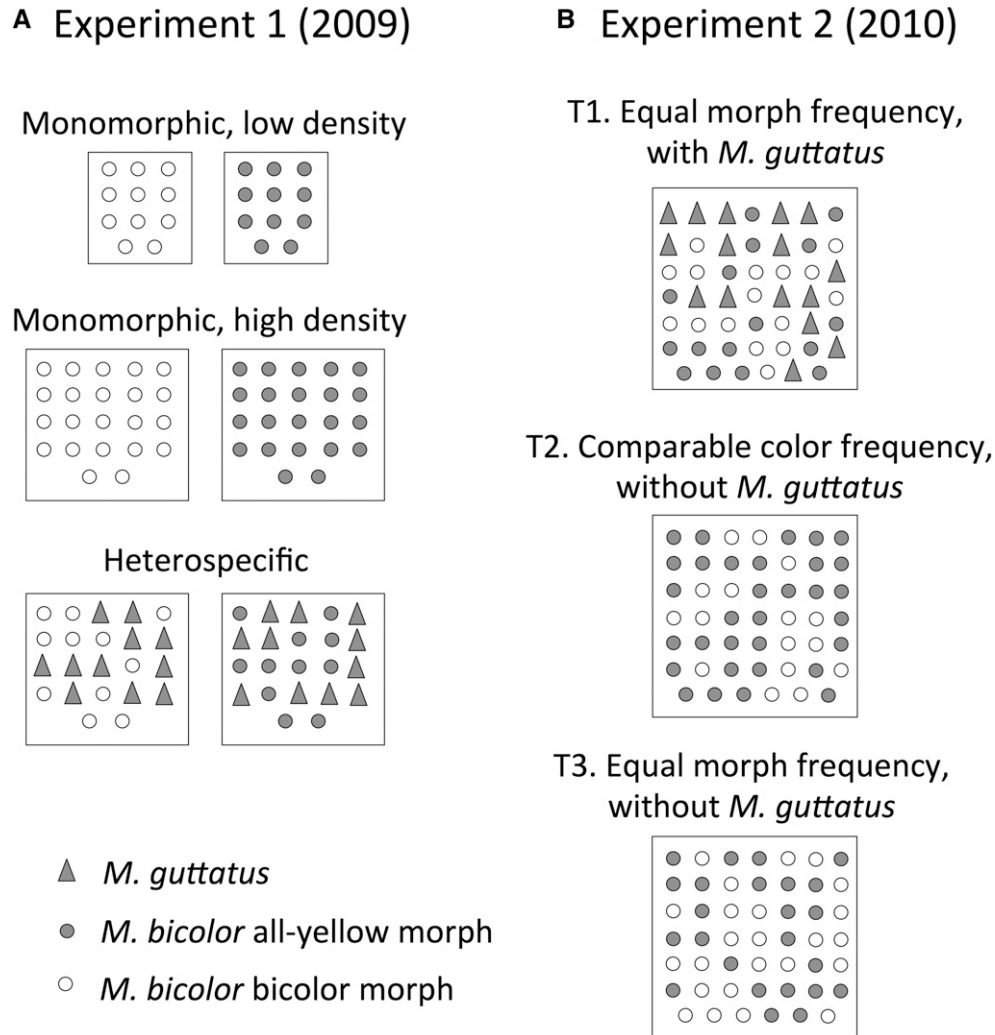 A Experiment 1 (2009)
Monomorphic, low density
Monomorphic, high density
Heterospecific
M. guttatus
M. bicolor all-yellow morph
M. bicolor bicolor morph
B Experiment 2 (2010)
T1. Equal morph frequency,
with M. guttatus
T2. Comparable color frequency,
without M. guttatus
T3. Equal morph frequency,
without M. guttatus